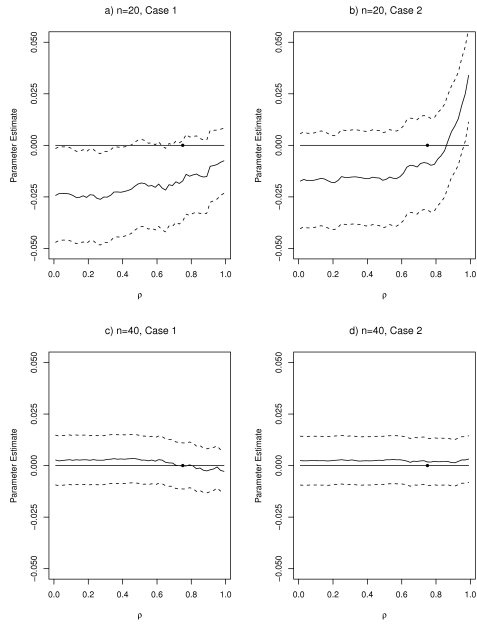 a) n=20, Case 1
Parameter Estimate
0.050
0.025
0.000
−0.025
−0.050
0.0 0.2 0.4 0.6 0.8 1.0
ρ
b) n=20, Case 2
Parameter Estimate
0.050
0.025
0.000
−0.025
−0.050
0.0 0.2 0.4 0.6 0.8 1.0
ρ
c) n=40, Case 1
Parameter Estimate
0.050
0.025
0.000
−0.025
−0.050
0.0 0.2 0.4 0.6 0.8 1.0
ρ
d) n=40, Case 2
Parameter Estimate
0.050
0.025
0.000
−0.025
−0.050
0.0 0.2 0.4 0.6 0.8 1.0
ρ